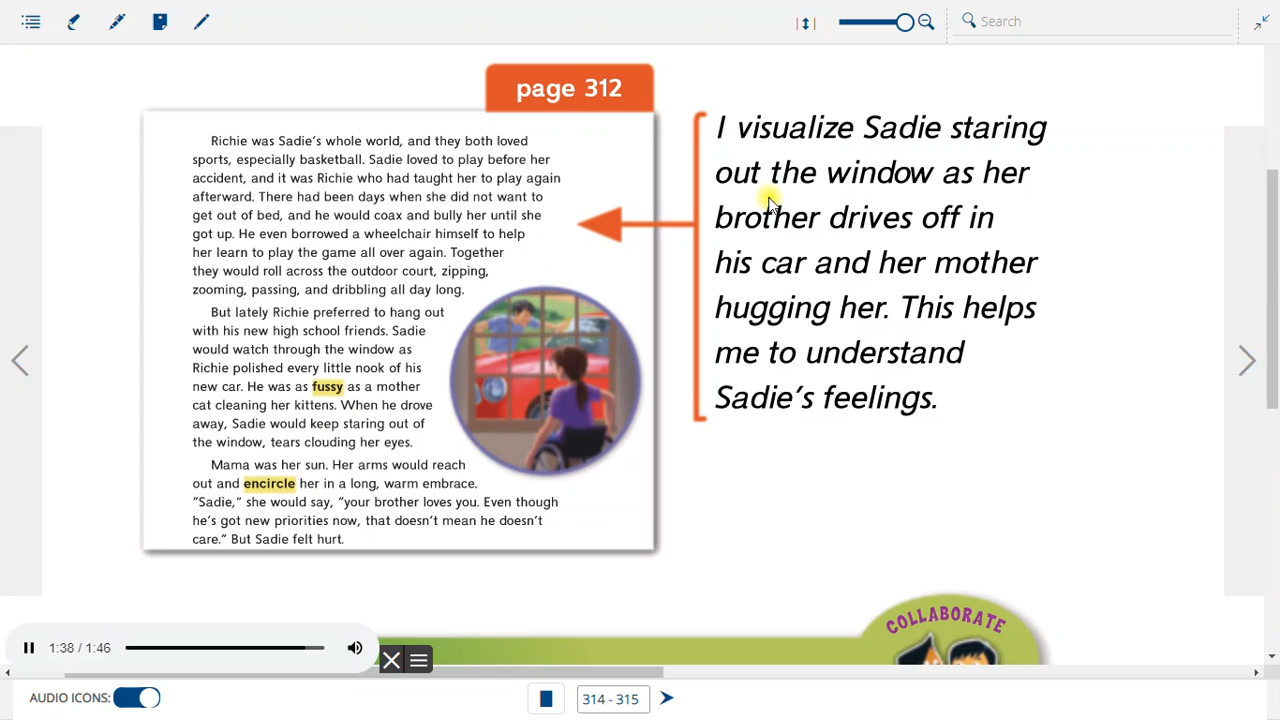 Search
page 312
Richie was Sadie's whole world, and they both loved
sports, especially basketball. Sadie loved to play before her
accident, and it was Richie who had taught her to play again
afterward. There had been days when she did not want to
get out of bed, and he would coax and bully her until she
got up. He even borrowed a wheelchair himself to help
her learn to play the game all over again. Together
they would roll across the outdoor court, zipping,
zooming, passing, and dribbling all day long.
But lately Richie preferred to hang out
with his new high school friends. Sadie
would watch through the window as
Richie polished every little nook of his
new car. He was as fussy as a mother
cat cleaning her kittens. When he drove
away, Sadie would keep staring out of
the window, tears clouding her eyes.
Mama was her sun. Her arms would reach
out and encircle her in a long, warm embrace.
“Sadie,” she would say, “your brother loves you. Even though
he's got new priorities now, that doesn't mean he doesn't
care.” But Sadie felt hurt.
I visualize Sadie staring
out the window as her
brother drives off in
his car and her mother
hugging her. This helps
me to understand
Sadie's feelings.
COLLABORATE
1:38 / 1:46
AUDIO ICONS:
314 - 315